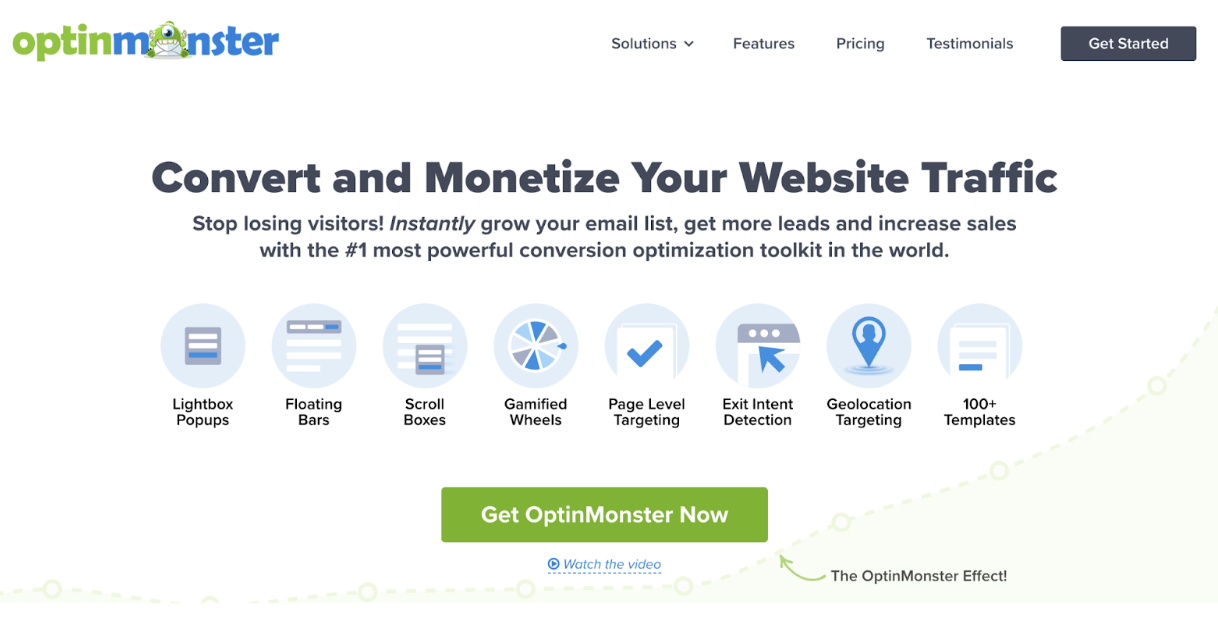 optinmonster
Solutions
Features
Pricing
Testimonials
Get Started
Convert and Monetize Your Website Traffic
Stop losing visitors! Instantly grow your email list, get more leads and increase sales
with the #1 most powerful conversion optimization toolkit in the world.
Lightbox
Popups
Floating
Bars
Scroll
Boxes
Gamified
Wheels
Page Level
Targeting
Exit Intent
Detection
Geolocation
Targeting
100+
Templates
Get OptinMonster Now
Watch the video
The OptinMonster Effect!